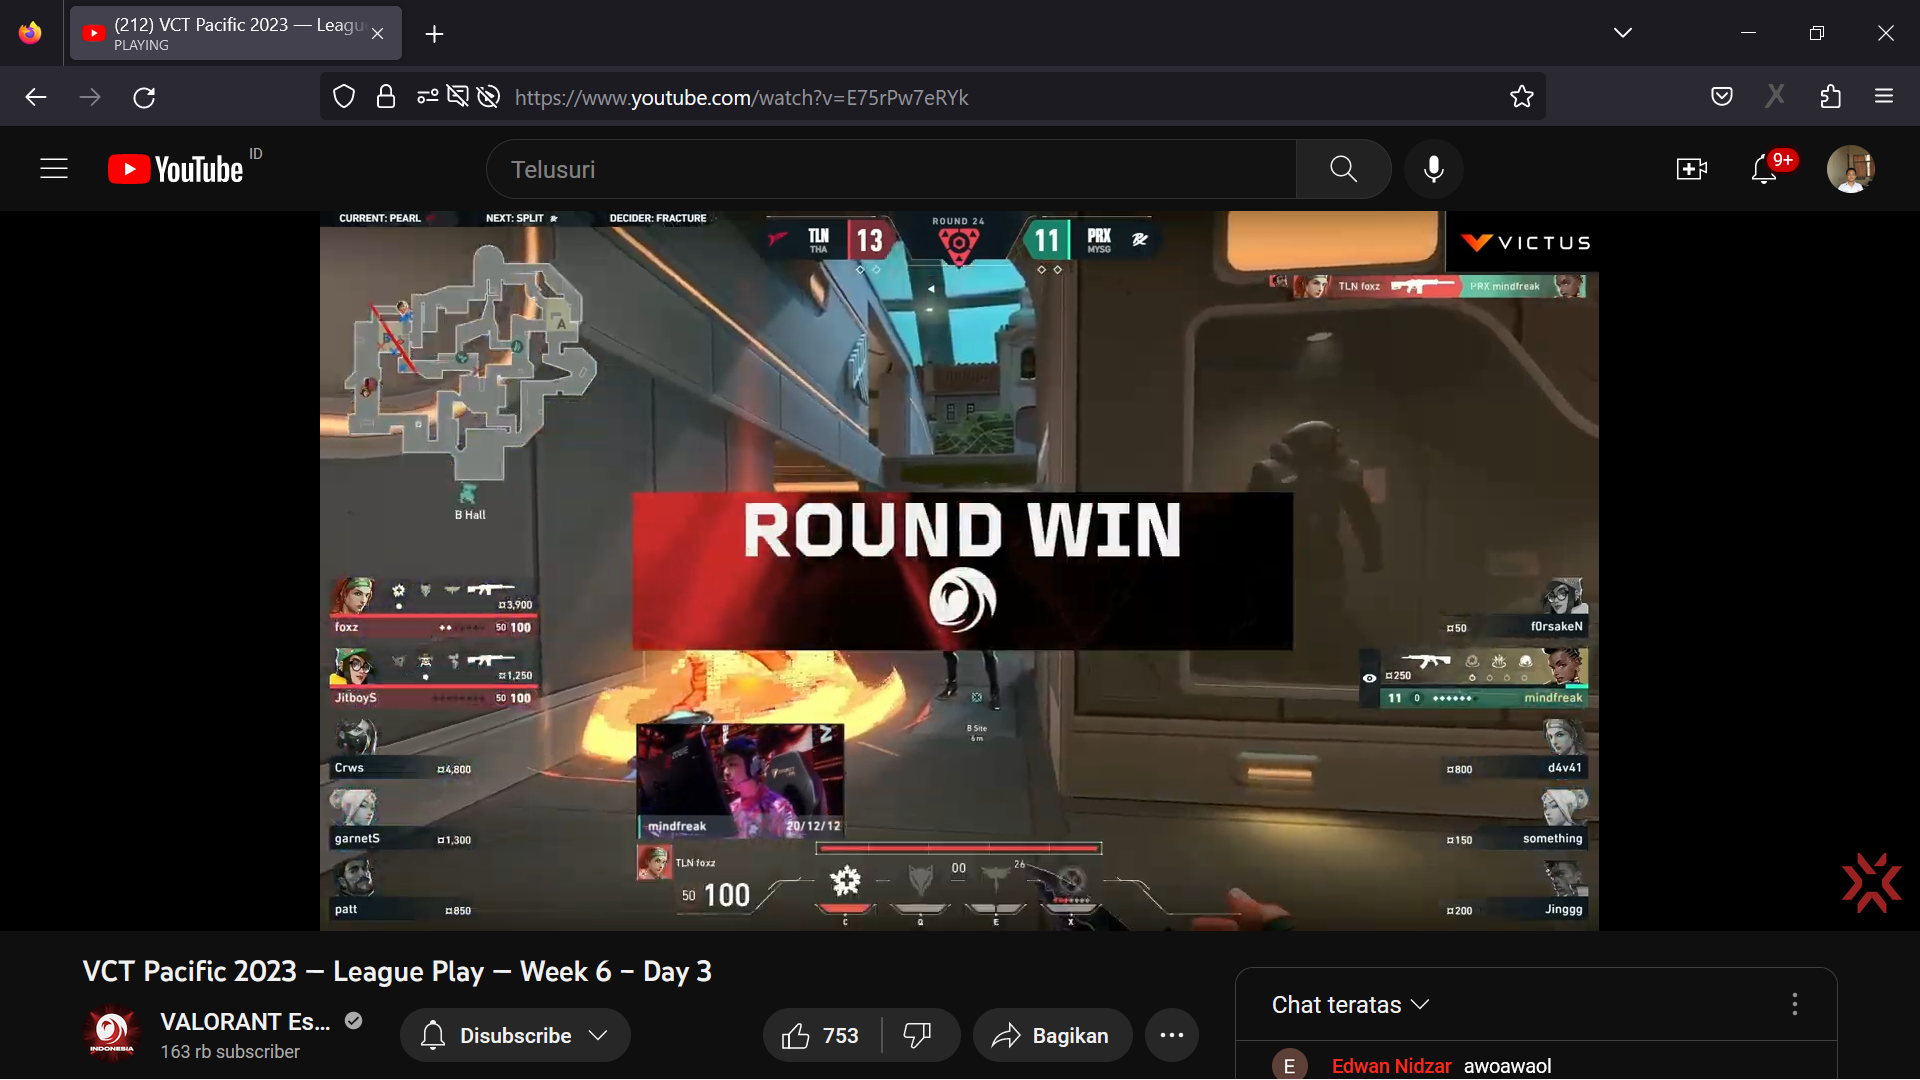 (212) VCT Pacific 2023 — Leagu
PLAYING
https://www.youtube.com/watch?v=E75rPw7eRYk
YouTube ID
Telusuri
9+
CURRENT: PEARL
NEXT: SPLIT
DECIDER: FRACTURE
TLN
THA
13
ROUND 24
11
PRX
MYSG
VICTUS
TLN foxz
PRX mindfreak
A
B
B Hall
ROUND WIN
3,900
foxz
50 100
1,250
JitboyS
50 100
Crws
4,800
garnetS
1,300
patt
850
50
f0rsakeN
250
11 0
mindfreak
800
d4v41
150
something
200
Jinggg
B Site
6 m
mindfreak
20/12/12
TLN foxz
50 100
00
26
C
Q
E
X
VCT Pacific 2023 – League Play – Week 6 – Day 3
VALORANT Es...
163 rb subscriber
INDONESIA
Disubscribe
753
Bagikan
Chat teratas
E
Edwan Nidzar awoawaol